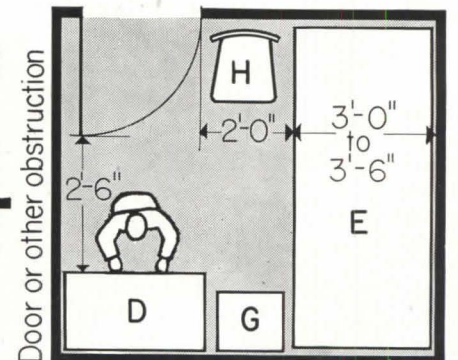 Door or other obstruction
H
2'-0"
3'-0"
to
3'-6"
2'-6"
E
D
G